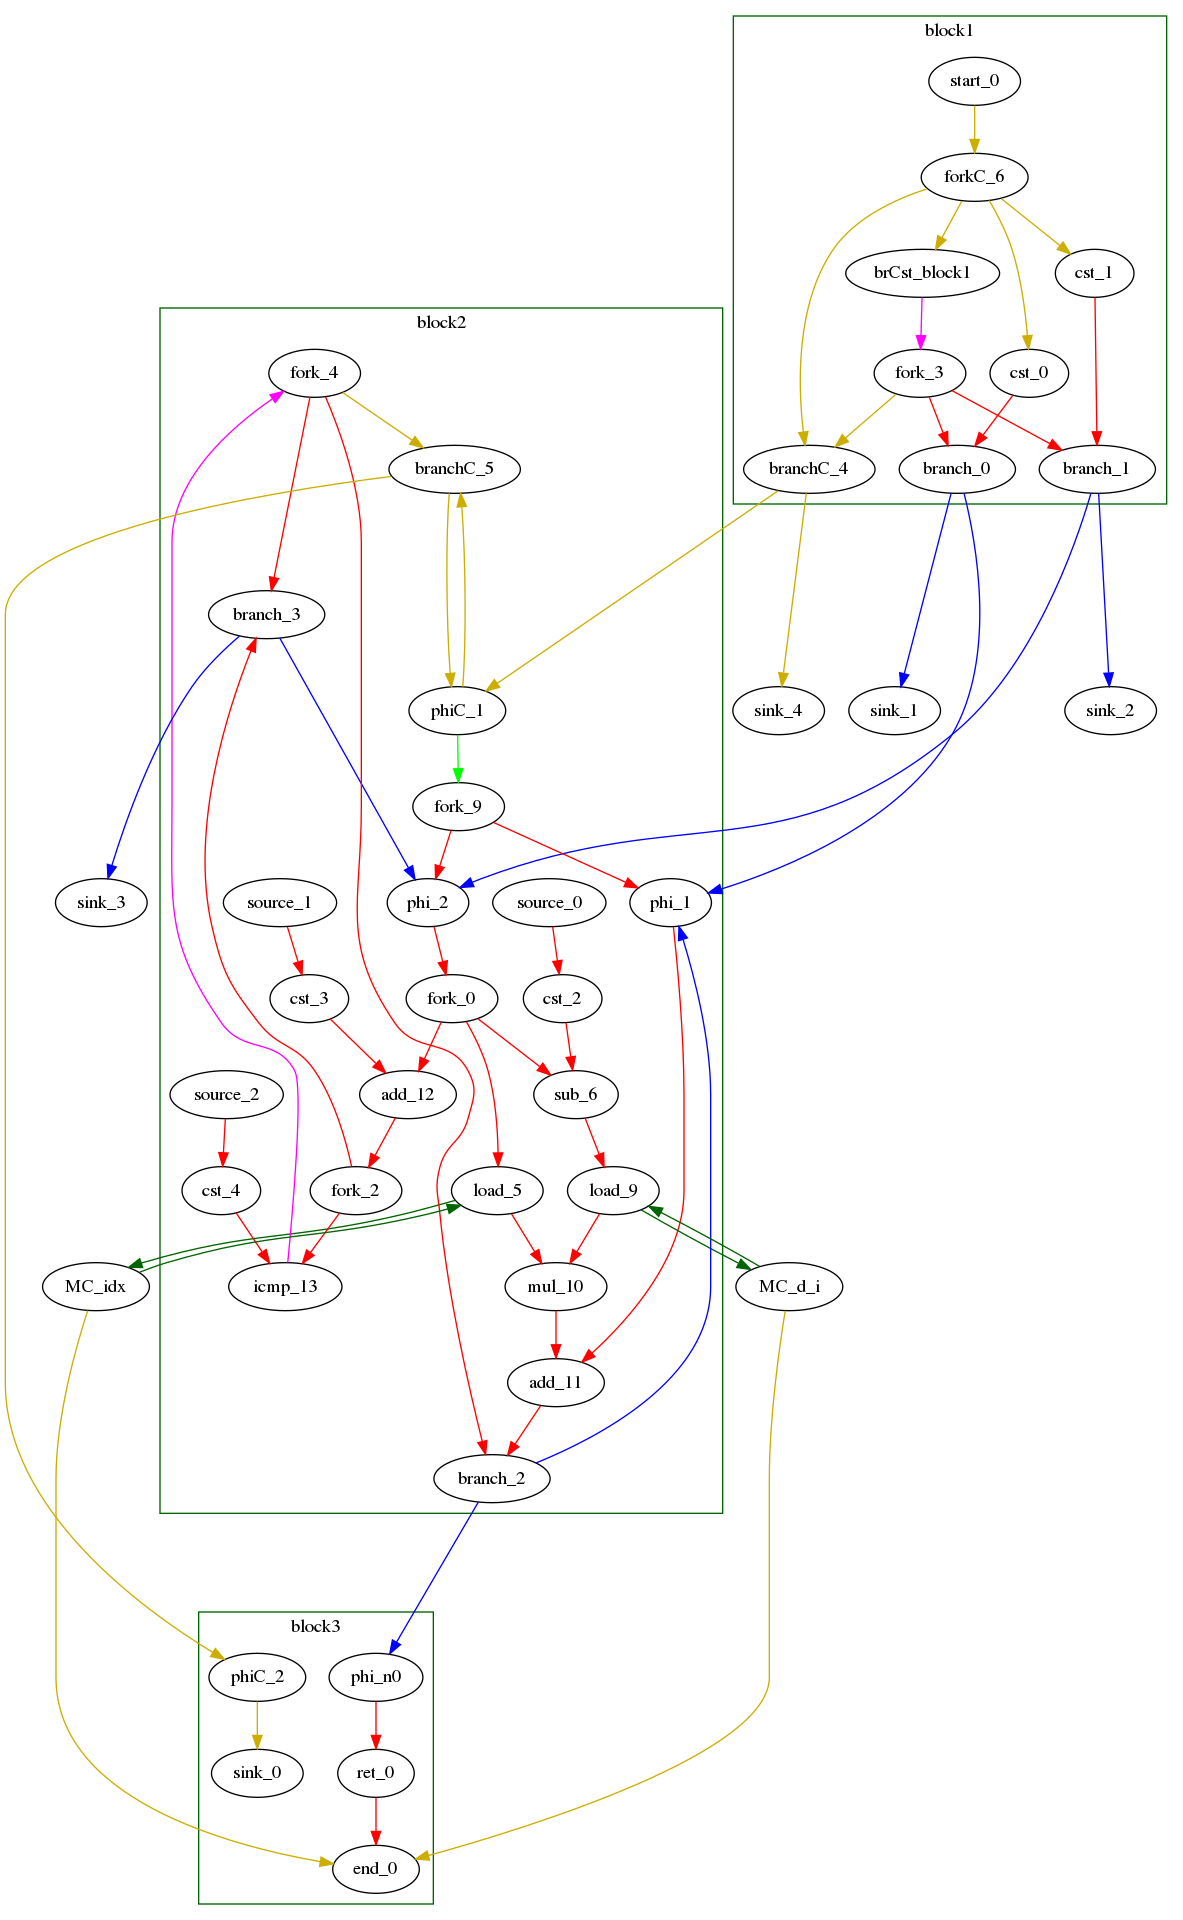 block1
start_0
forkC_6
brCst_block1
cst_1
block2
fork_4
fork_3
cst_0
branchC_5
branchC_4
branch_0
branch_1
branch_3
phiC_1
sink_4
sink_1
sink_2
fork_9
sink_3
source_1
phi_2
source_0
phi_1
cst_3
fork_0
cst_2
source_2
add_12
sub_6
cst_4
fork_2
load_5
load_9
MC_idx
icmp_13
mul_10
MC_d_i
add_11
branch_2
block3
phiC_2
phi_n0
sink_0
ret_0
end_0